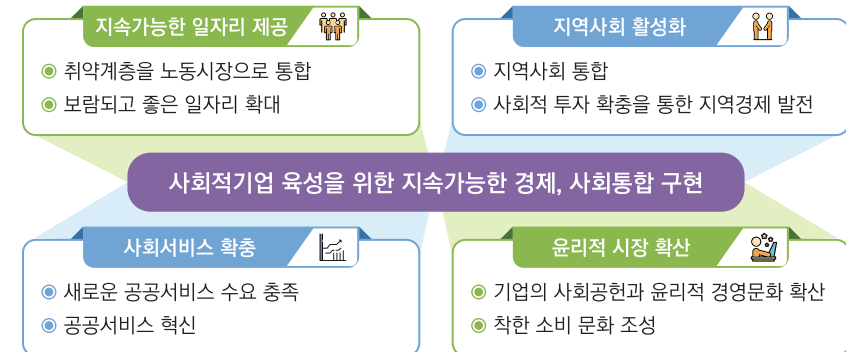 지속가능한 일자리 제공
◉ 취약계층을 노동시장으로 통합
◉ 보람되고 좋은 일자리 확대
지역사회 활성화
◉ 지역사회 통합
◉ 사회적 투자 확충을 통한 지역경제 발전
사회적기업 육성을 위한 지속가능한 경제, 사회통합 구현
사회서비스 확충
◉ 새로운 공공서비스 수요 충족
◉ 공공서비스 혁신
윤리적 시장 확산
◉ 기업의 사회공헌과 윤리적 경영문화 확산
◉ 착한 소비 문화 조성